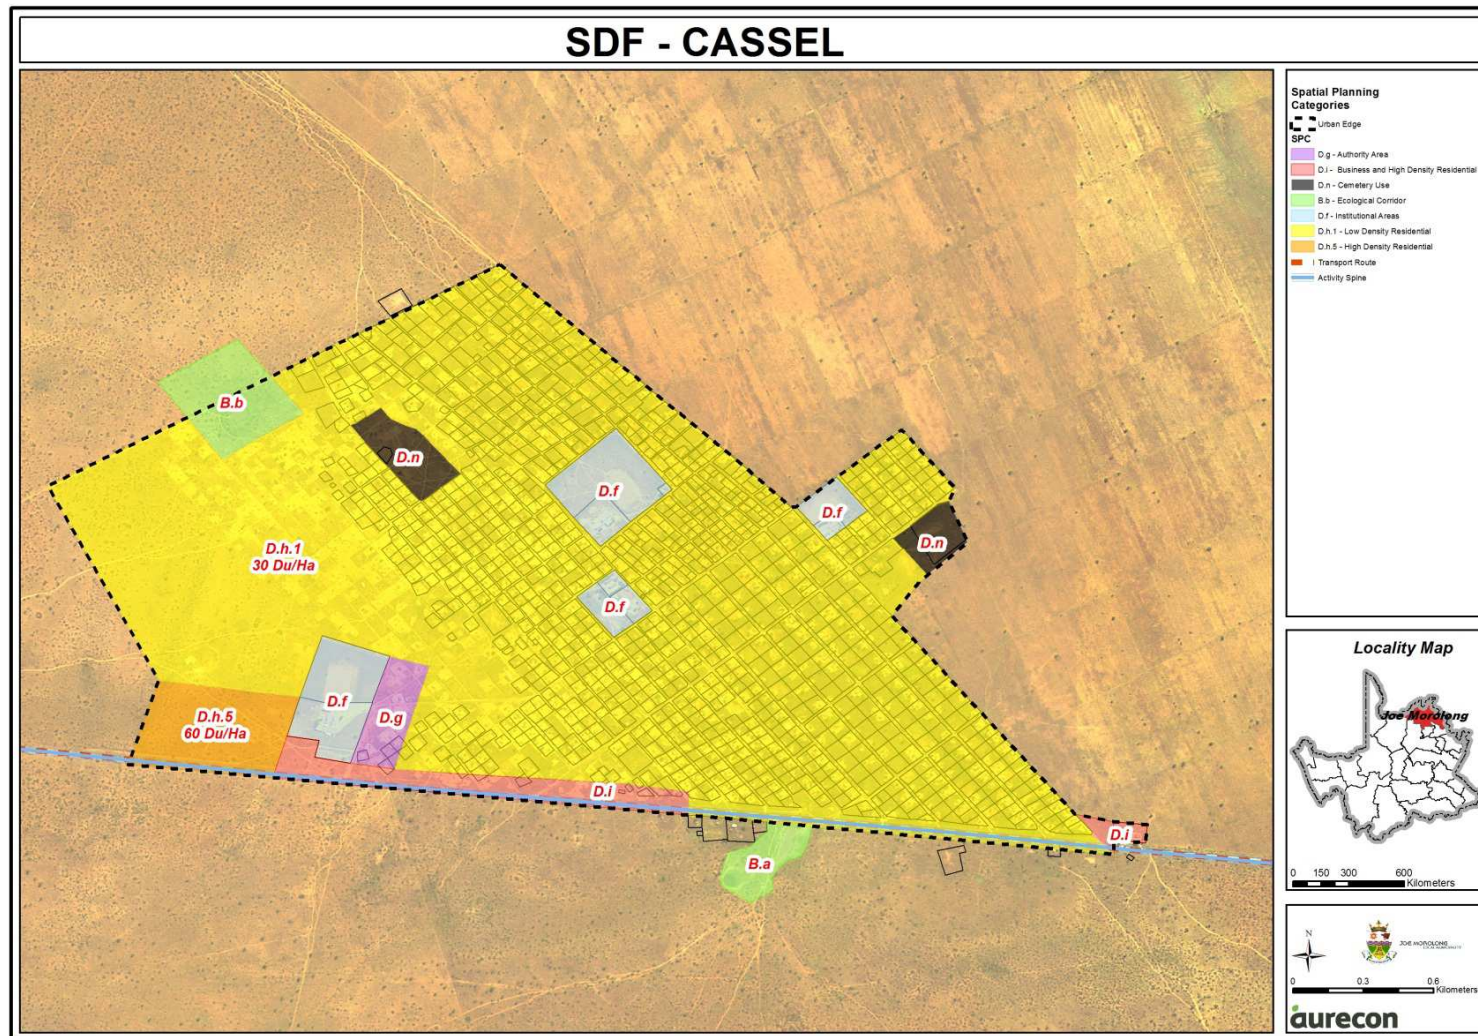 SDF - CASSEL
Spatial Planning
Categories
Urban Edge
SPC
D.g - Authority Area
D.i - Business and High Density Residential
D.n - Cemetery Use
B.b - Ecological Corridor
D.f - Institutional Areas
D.h.1 - Low Density Residential
D.h.5 - High Density Residential
Transport Route
Activity Spine
B.b
D.n
D.f
D.f
D.n
D.h.1
30 Du/Ha
D.f
D.f
D.g
D.h.5
60 Du/Ha
D.i
D.i
B.a
Locality Map
Joe Morolong
0 150 300 600
Kilometers
N
JOE MOROLONG
0 0.3 0.6
Kilometers
aurecon